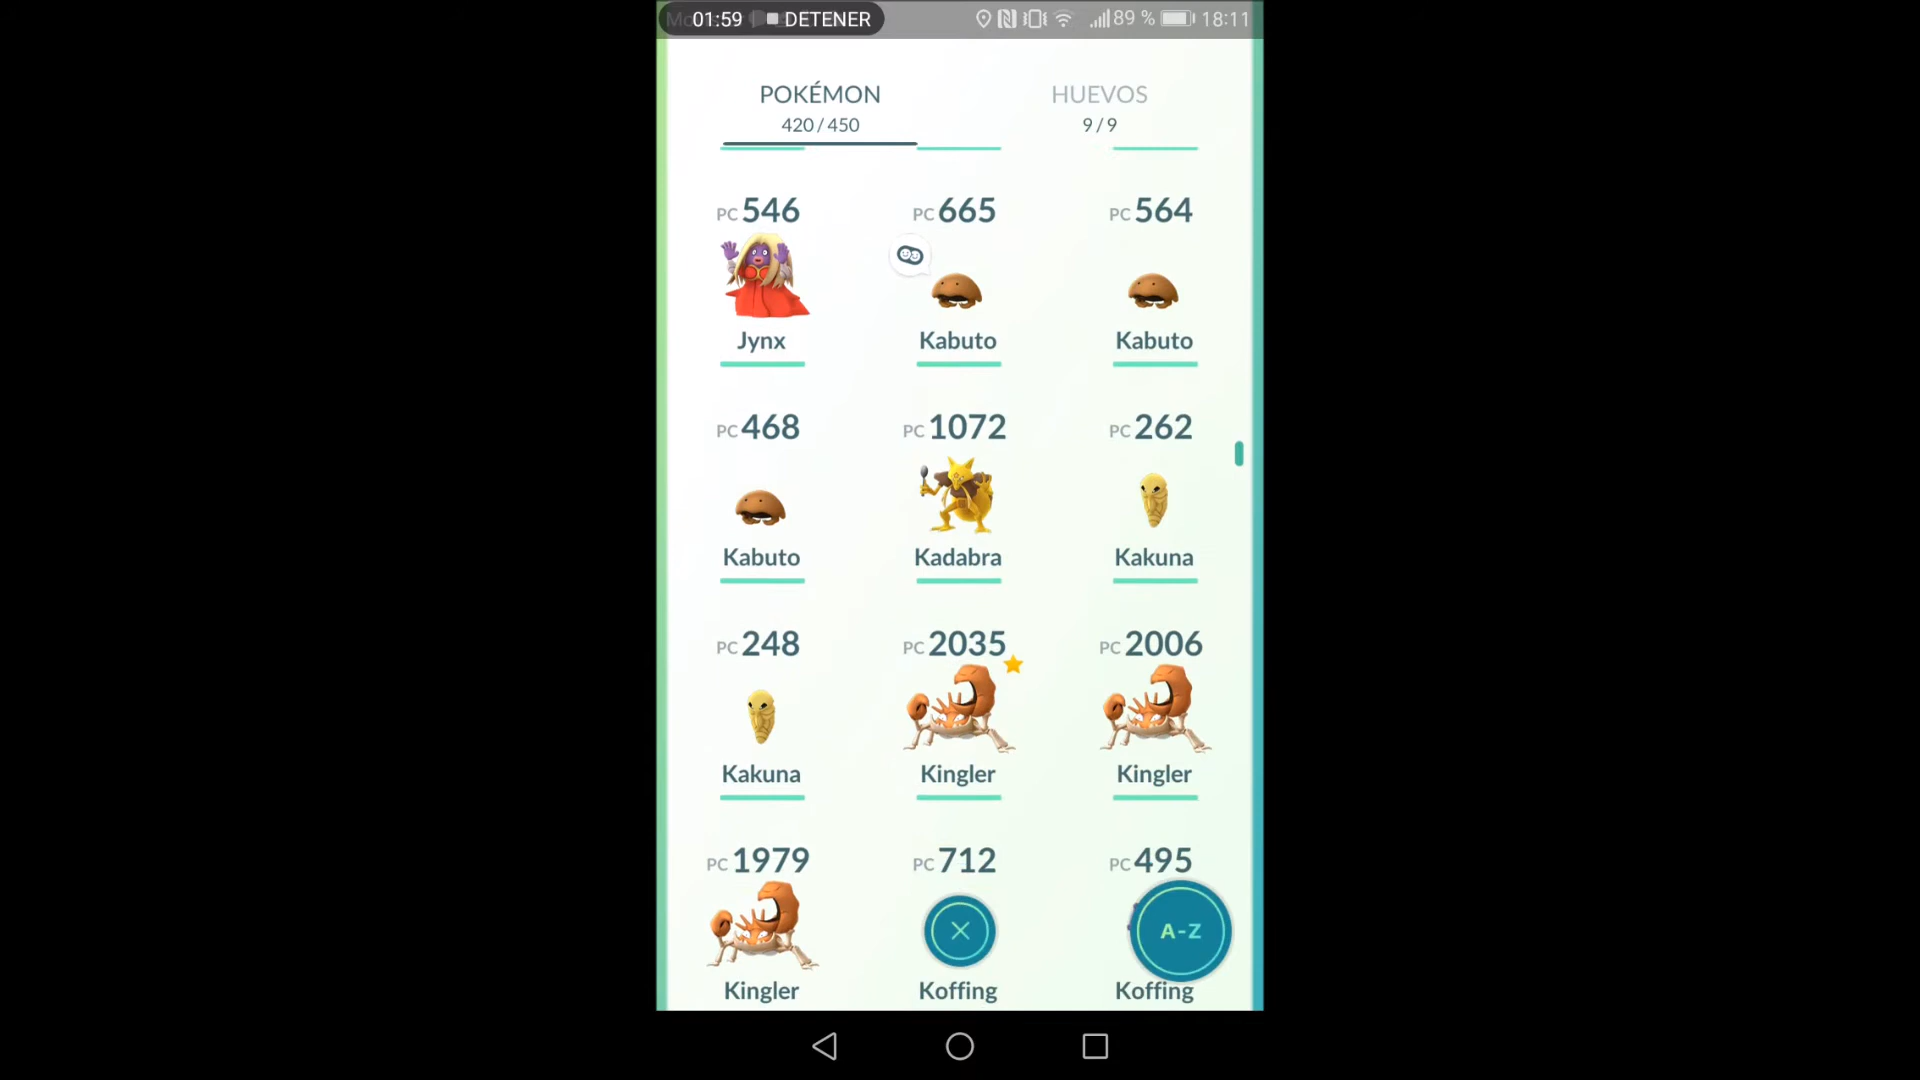 01:59 DETENER 89 % 18:11
POKÉMON HUEVOS
420 / 450 9 / 9
PC 546 PC 665 PC 564
Jynx Kabuto Kabuto
PC 468 PC 1072 PC 262
Kabuto Kadabra Kakuna
PC 248 PC 2035 PC 2006
Kakuna Kingler Kingler
PC 1979 PC 712 PC 495
A-Z
Kingler Koffing Koffing